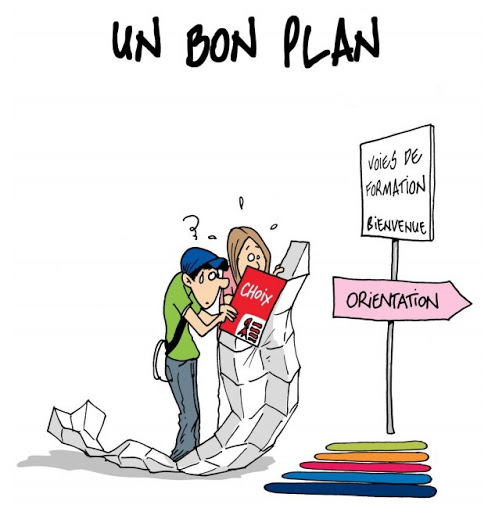 UN BON PLAN
?
VOIES DE
FORMATION
BIENVENUE
ORIENTATION
CHOIX